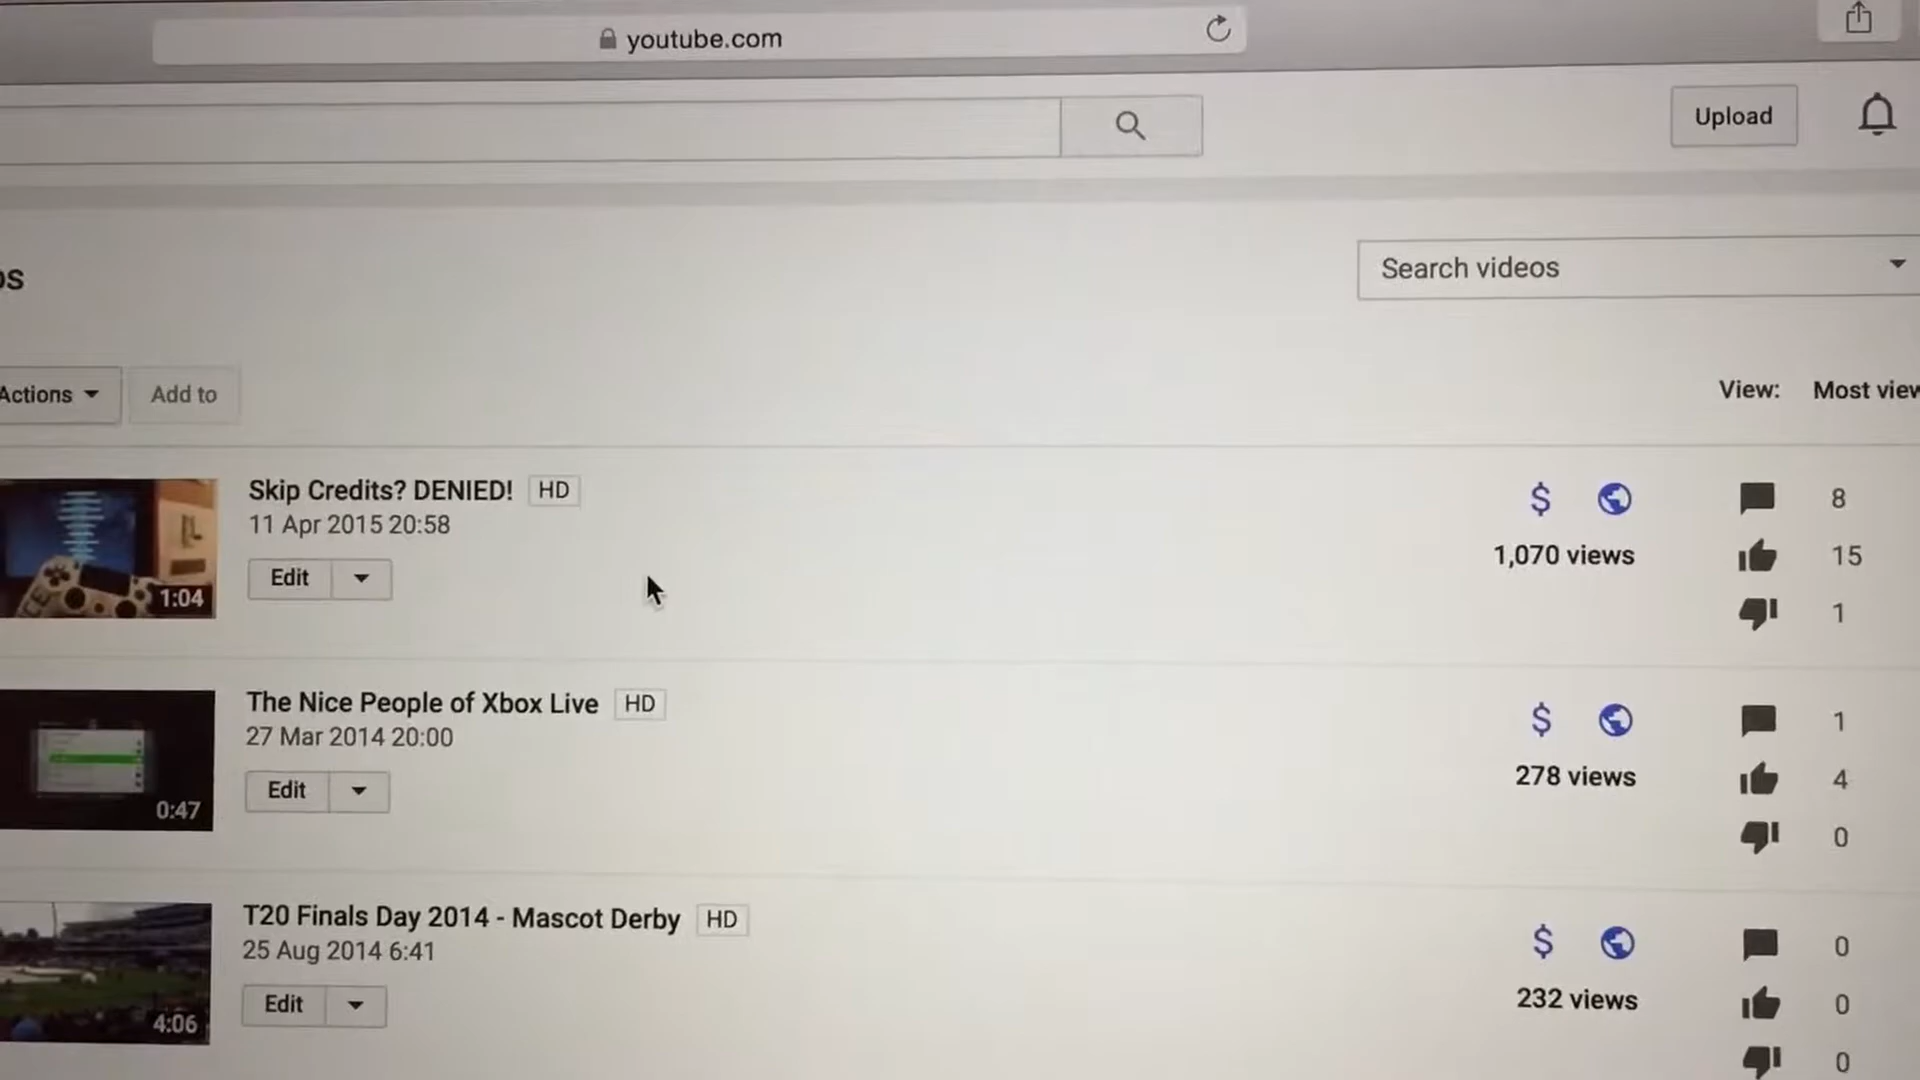 youtube.com
Upload
os
Search videos
Actions
Add to
View: Most view
Skip Credits? DENIED! HD
11 Apr 2015 20:58
Edit
1:04
$
8
1,070 views
15
1
The Nice People of Xbox Live HD
27 Mar 2014 20:00
Edit
0:47
$
1
278 views
4
0
T20 Finals Day 2014 - Mascot Derby HD
25 Aug 2014 6:41
Edit
4:06
$
0
232 views
0
0